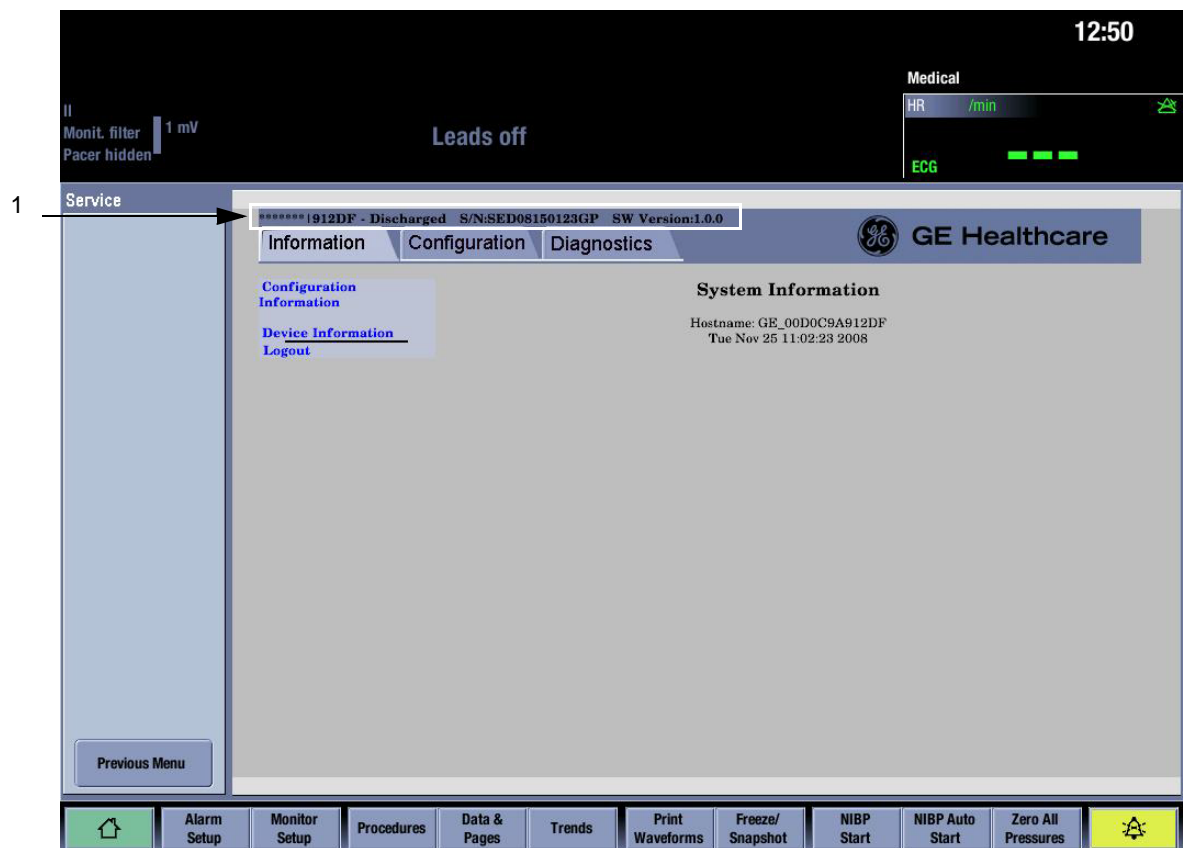 12:50
Medical
HR /min
II
Monit. filter
1 mV
Pacer hidden
Leads off
ECG
1
Service
*******|912DF - Discharged S/N:SED08150123GP SW Version:1.0.0
Information Configuration Diagnostics
GE Healthcare
Configuration
Information
Device Information
Logout
System Information
Hostname: GE_00D0C9A912DF
Tue Nov 25 11:02:23 2008
Previous Menu
Alarm Setup
Monitor Setup
Procedures
Data & Pages
Trends
Print Waveforms
Freeze/ Snapshot
NIBP Start
NIBP Auto Start
Zero All Pressures